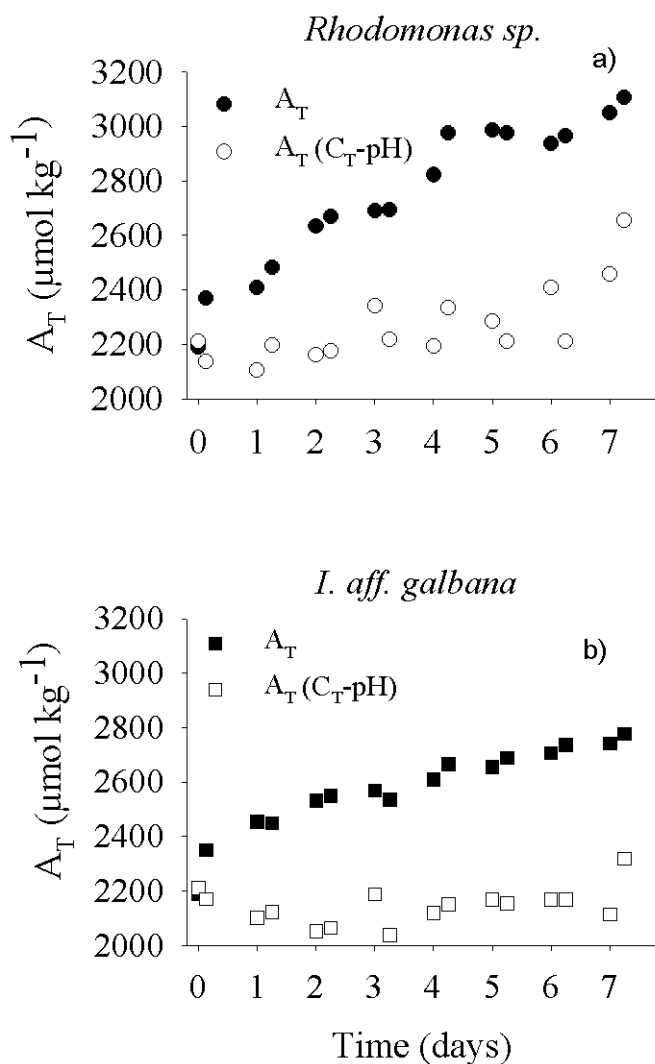 Rhodomonas sp.
a)
A_T
A_T (C_T-pH)
3200
3000
2800
2600
2400
2200
2000
A_T (µmol kg⁻¹)
0 1 2 3 4 5 6 7
I. aff. galbana
b)
A_T
A_T (C_T-pH)
3200
3000
2800
2600
2400
2200
2000
A_T (µmol kg⁻¹)
0 1 2 3 4 5 6 7
Time (days)